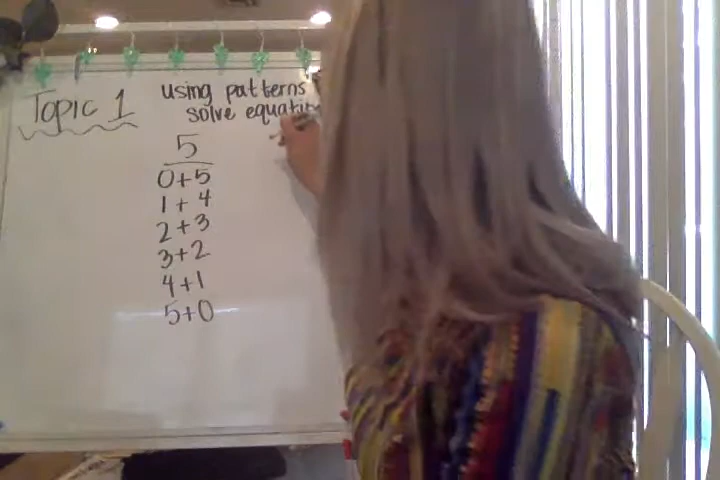 Topic 1
using patterns
solve equati
5
0+5
1+4
2+3
3+2
4+1
5+0